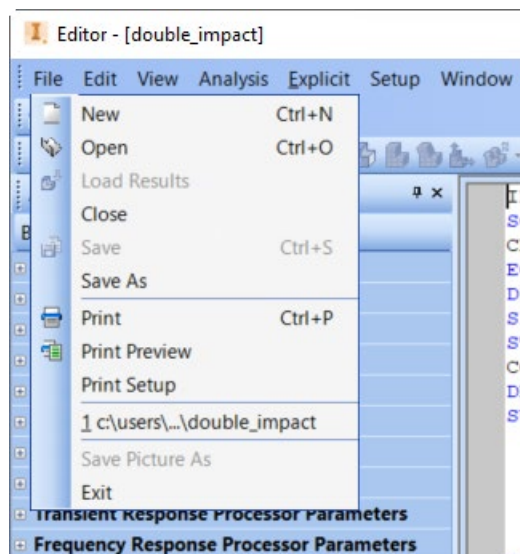 Editor - [double_impact]
File Edit View Analysis Explicit Setup Window
New Ctrl+N
Open Ctrl+O
Load Results
Close
Save Ctrl+S
Save As
Print Ctrl+P
Print Preview
Print Setup
1 c:\users\...\double_impact
Save Picture As
Exit
Transient Response Processor Parameters
Frequency Response Processor Parameters